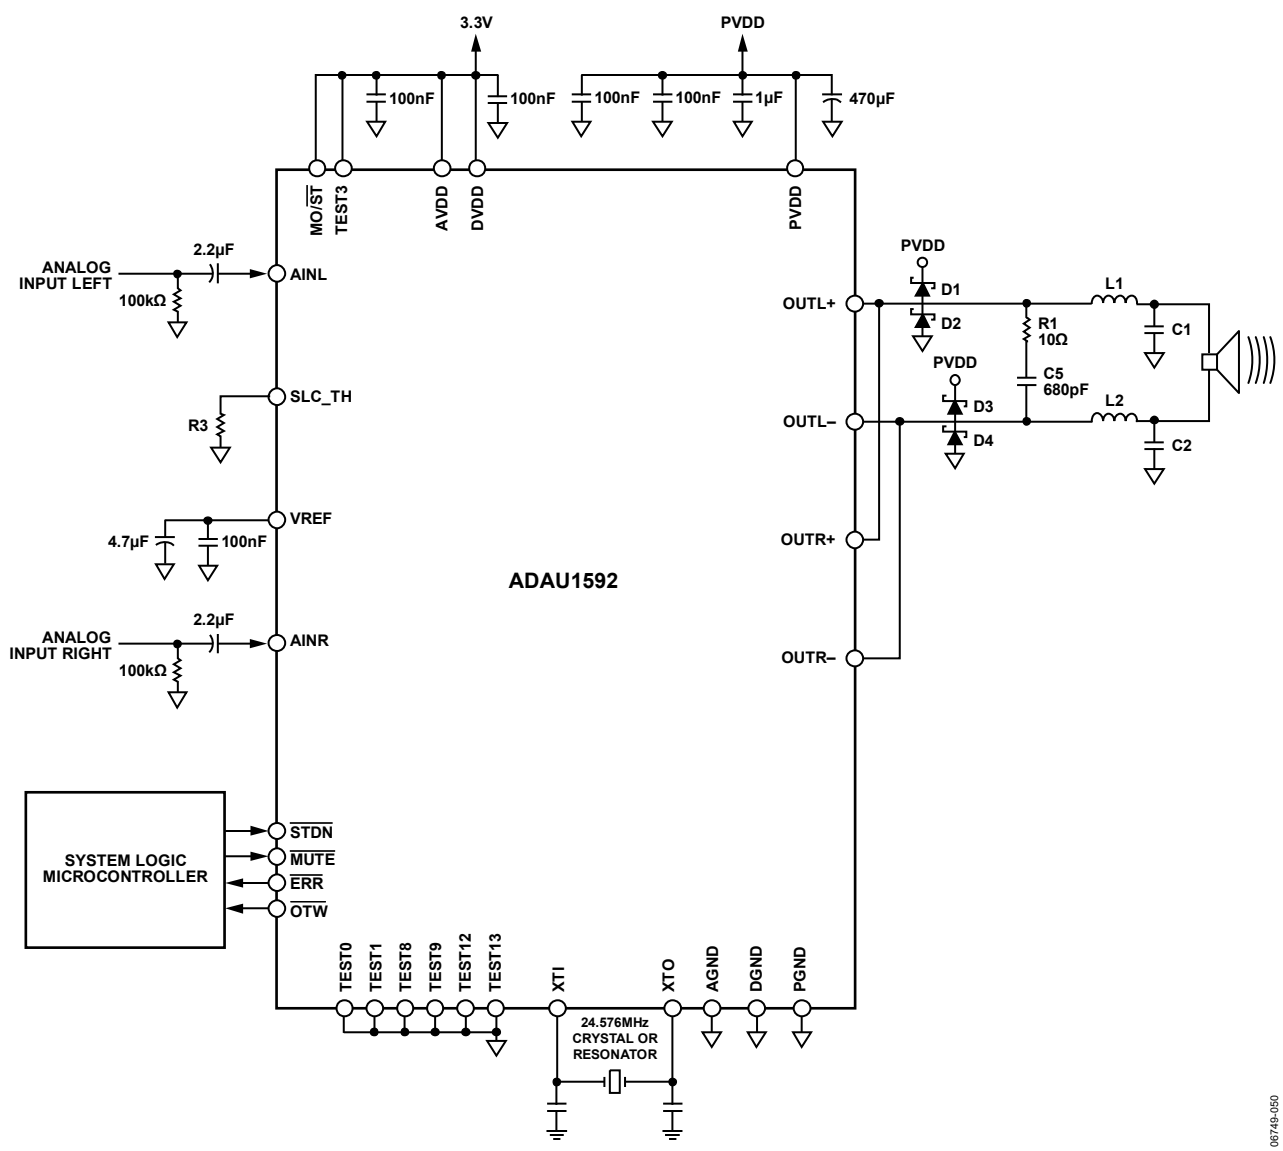 3.3V
PVDD
100nF
100nF
100nF
100nF
1µF
470µF
MO/ST
TEST3
AVDD
DVDD
PVDD
2.2µF
ANALOG
INPUT LEFT
100kΩ
AINL
SLC_TH
R3
VREF
4.7µF
100nF
2.2µF
ANALOG
INPUT RIGHT
100kΩ
AINR
ADAU1592
OUTL+
OUTL–
OUTR+
OUTR–
PVDD
D1
D2
PVDD
D3
D4
R1
10Ω
C5
680pF
L1
C1
L2
C2
SYSTEM LOGIC
MICROCONTROLLER
STDN
MUTE
ERR
OTW
TEST0
TEST1
TEST8
TEST9
TEST12
TEST13
XTI
XTO
AGND
DGND
PGND
24.576MHz
CRYSTAL OR
RESONATOR
06749-050